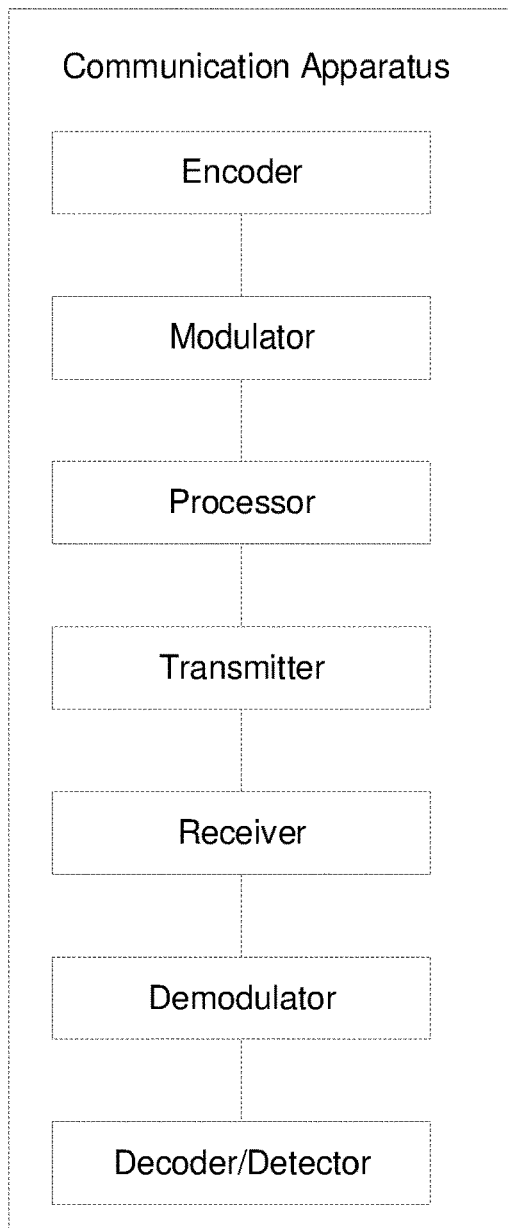 Communication Apparatus
Encoder
Modulator
Processor
Transmitter
Receiver
Demodulator
Decoder/Detector